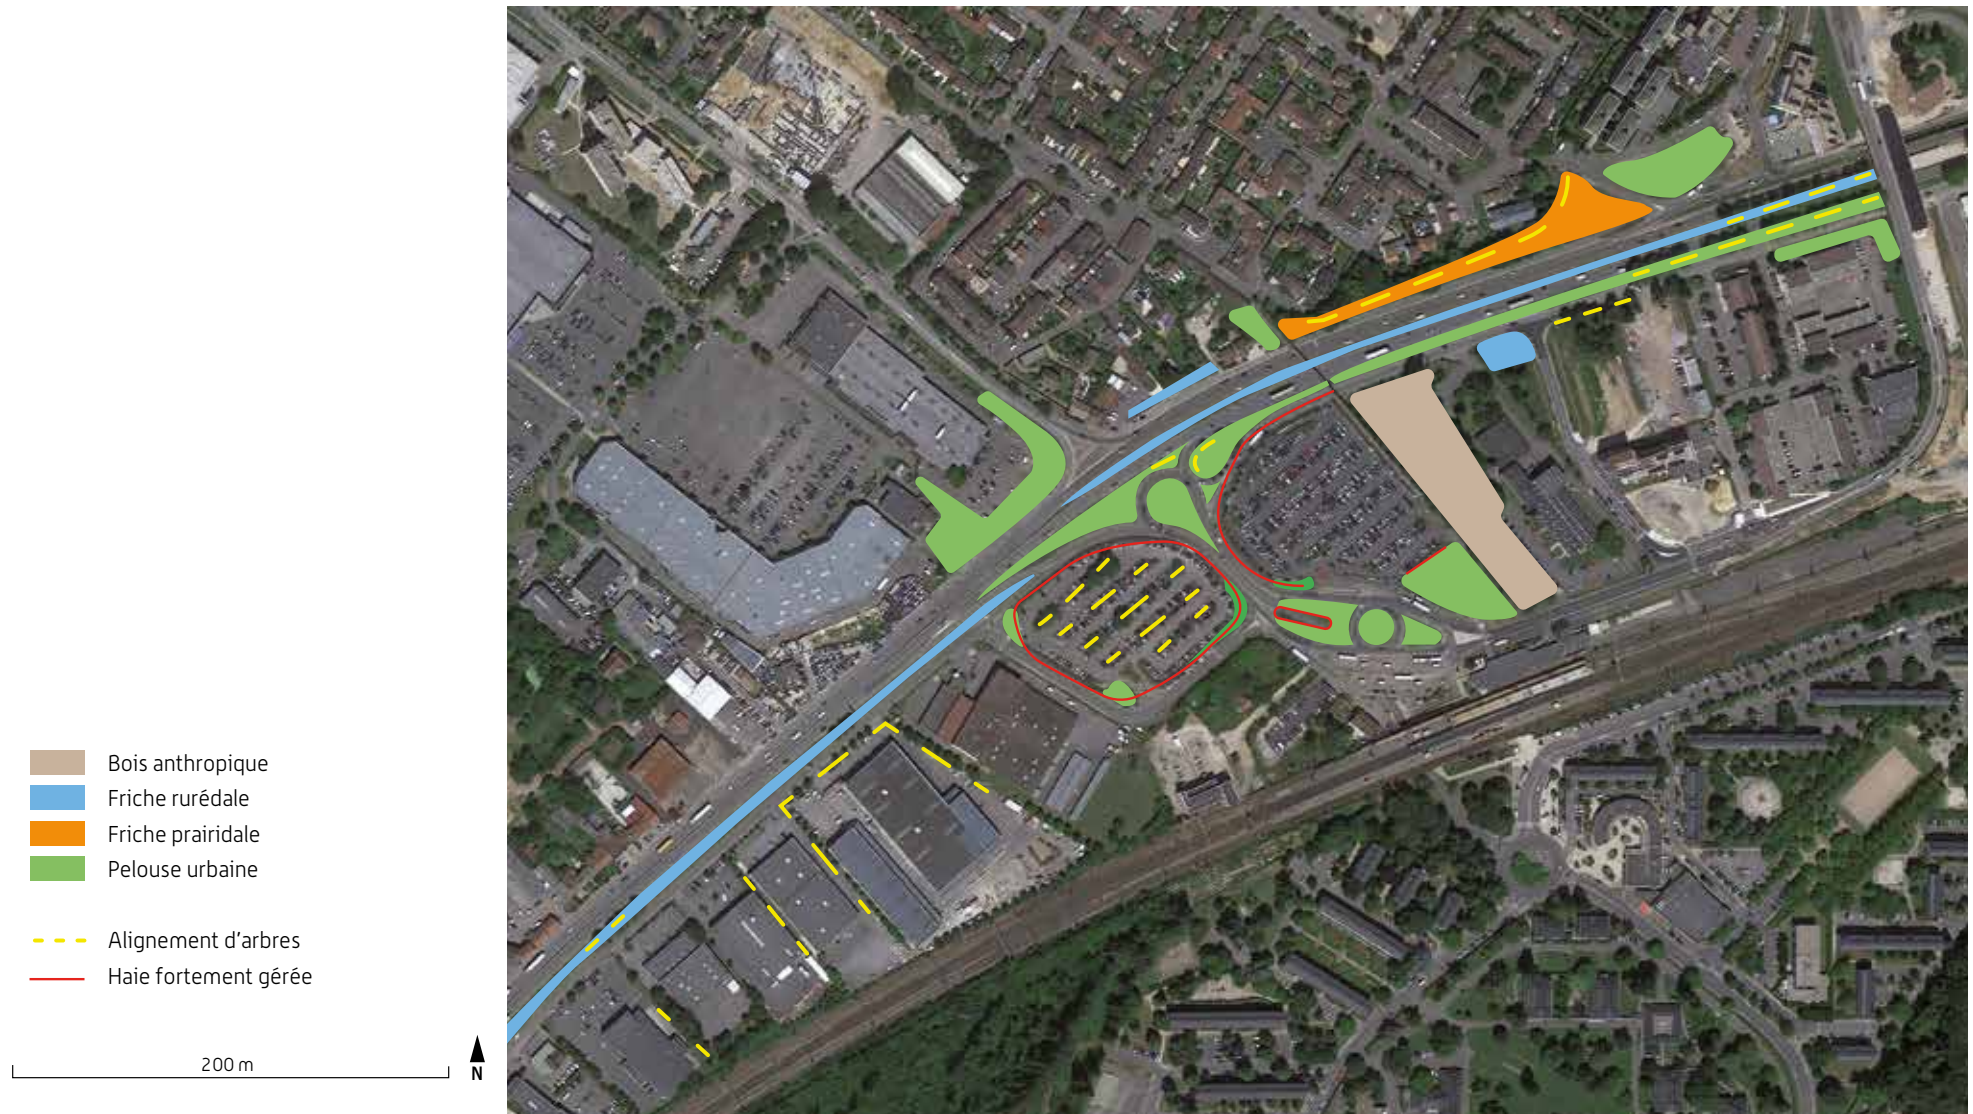 Bois anthropique
Friche rurédale
Friche prairidale
Pelouse urbaine
Alignement d'arbres
Haie fortement gérée
200 m
N